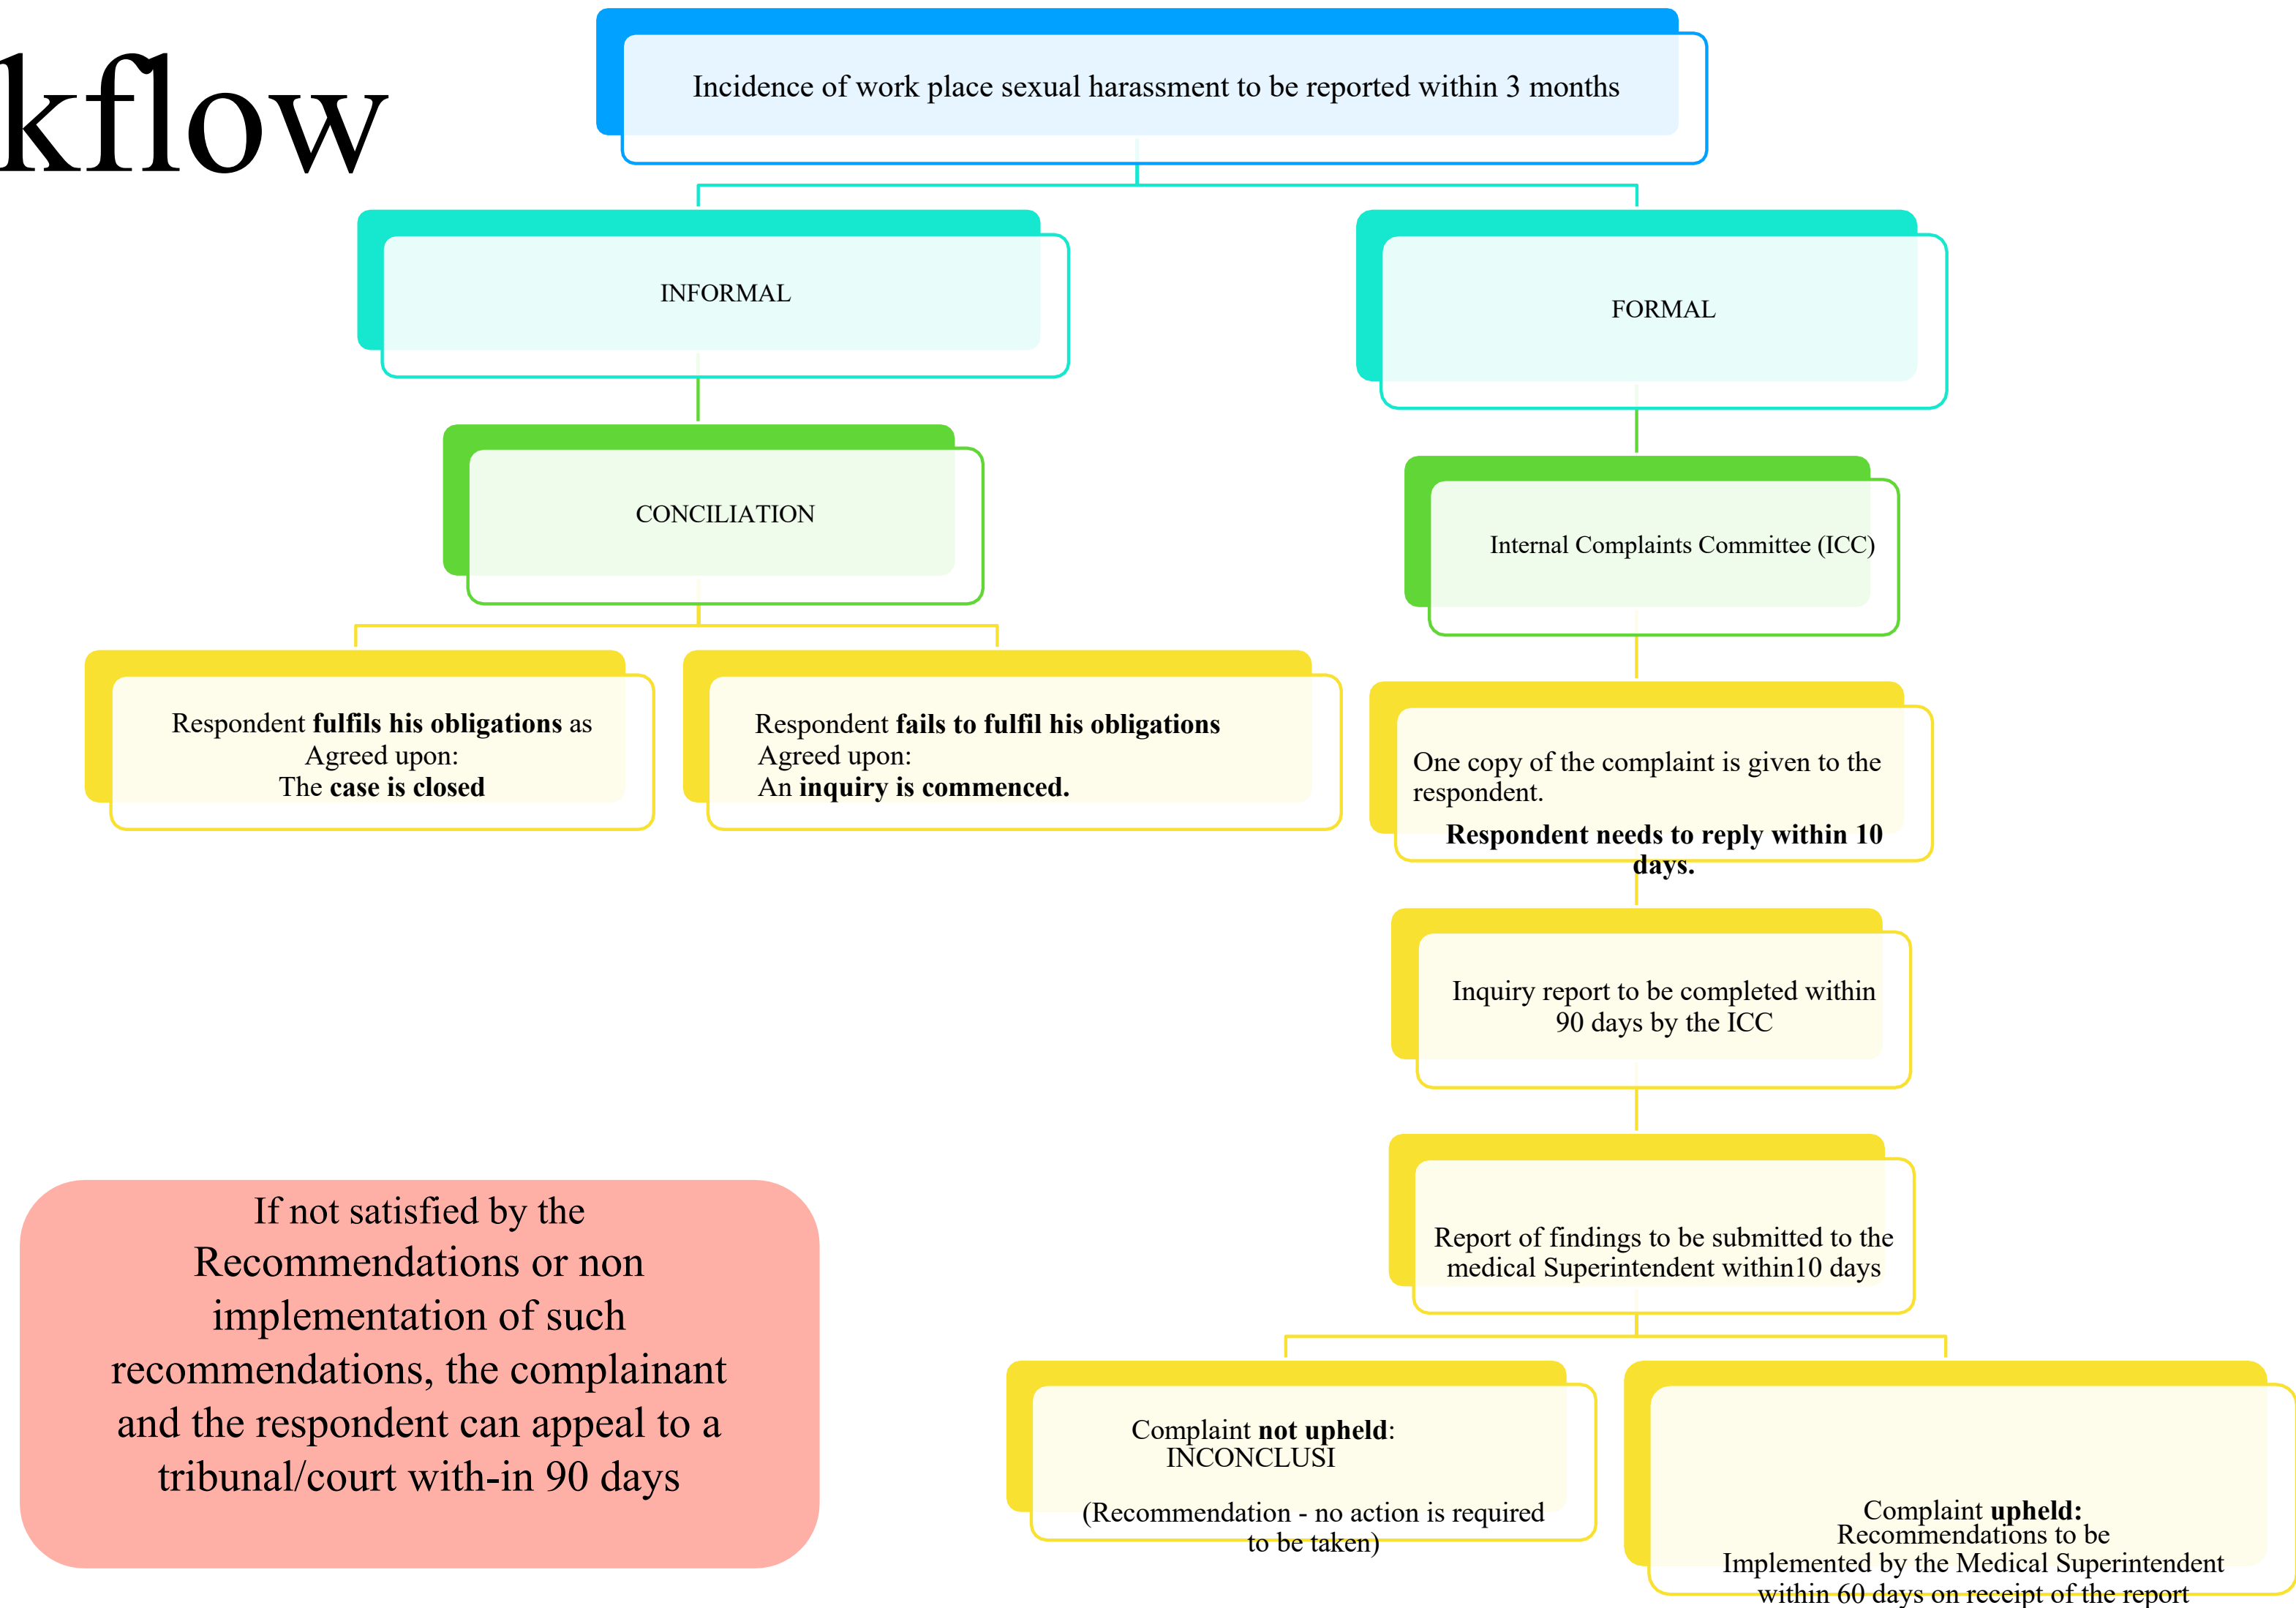 kflow
Incidence of work place sexual harassment to be reported within 3 months
INFORMAL
FORMAL
CONCILIATION
Internal Complaints Committee (ICC)
Respondent fulfils his obligations as
Agreed upon:
The case is closed
Respondent fails to fulfil his obligations
Agreed upon:
An inquiry is commenced.
One copy of the complaint is given to the
respondent.
Respondent needs to reply within 10
days.
Inquiry report to be completed within
90 days by the ICC
Report of findings to be submitted to the
medical Superintendent within10 days
If not satisfied by the
Recommendations or non
implementation of such
recommendations, the complainant
and the respondent can appeal to a
tribunal/court with-in 90 days
Complaint not upheld:
INCONCLUSI
(Recommendation - no action is required
to be taken)
Complaint upheld:
Recommendations to be
Implemented by the Medical Superintendent
within 60 days on receipt of the report